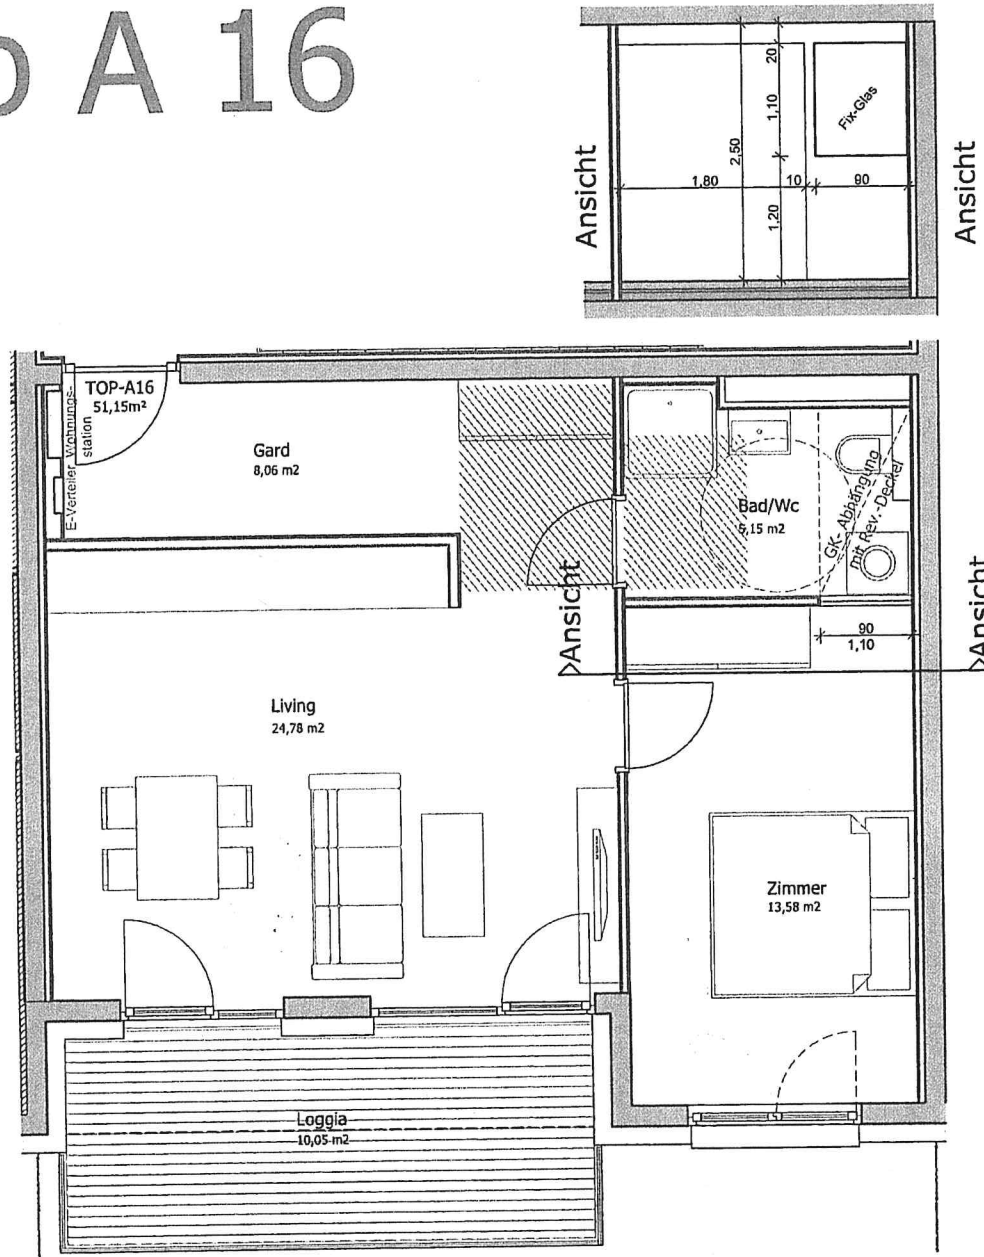 A 16
Ansicht
20
1,10
2,50
1,80
10
90
1,20
Fix-Glas
Ansicht
TOP-A16
51,15m²
E-Verteiler Wohnungs-
station
Gard
8,06 m2
Bad/Wc
5,15 m2
GK- Abhängung
mit Rev.-Deckel
Ansicht
90
1,10
Ansicht
Living
24,78 m2
Zimmer
13,58 m2
Loggia
10,05 m2